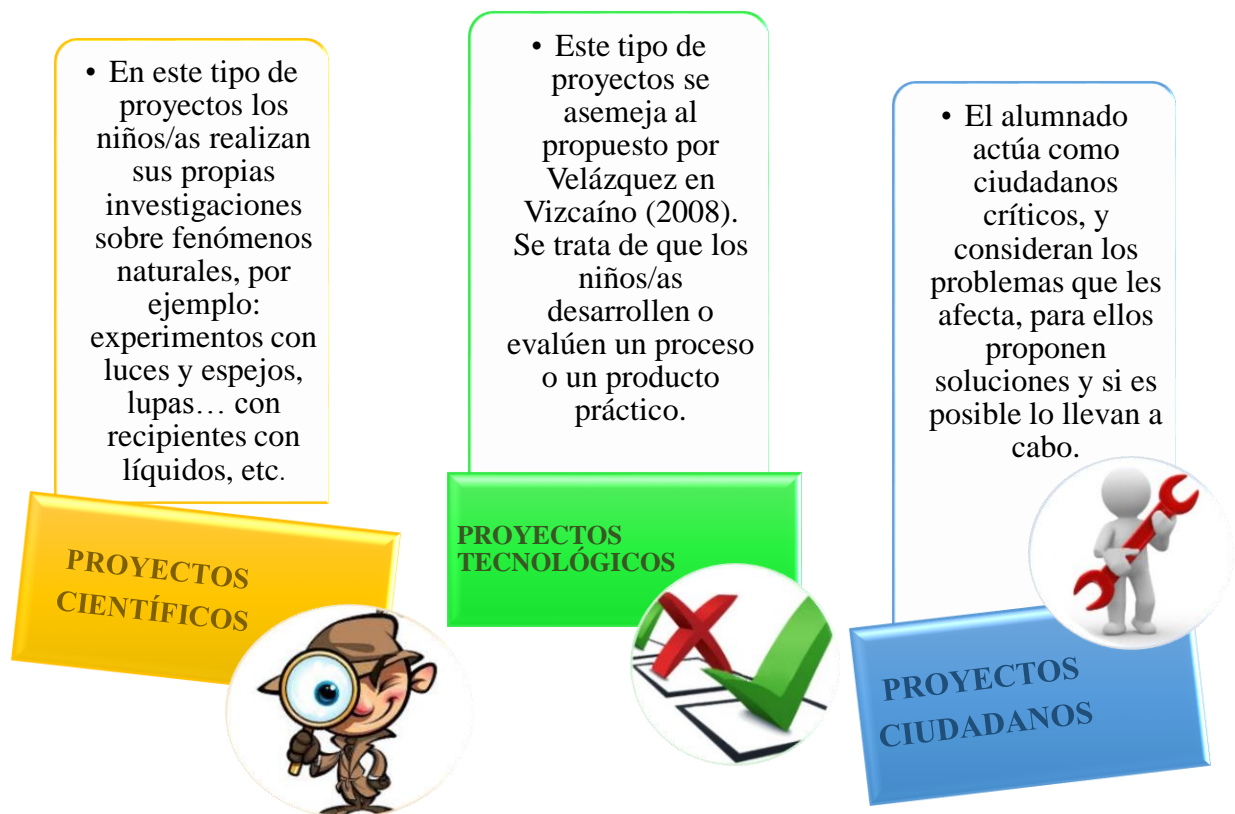 • En este tipo de
proyectos los
niños/as realizan
sus propias
investigaciones
sobre fenómenos
naturales, por
ejemplo:
experimentos con
luces y espejos,
lupas… con
recipientes con
líquidos, etc.
PROYECTOS
CIENTÍFICOS
• Este tipo de
proyectos se
asemeja al
propuesto por
Velázquez en
Vizcaíno (2008).
Se trata de que los
niños/as
desarrollen o
evalúen un proceso
o un producto
práctico.
PROYECTOS
TECNOLÓGICOS
• El alumnado
actúa como
ciudadanos
críticos, y
consideran los
problemas que les
afecta, para ellos
proponen
soluciones y si es
posible lo llevan a
cabo.
PROYECTOS
CIUDADANOS